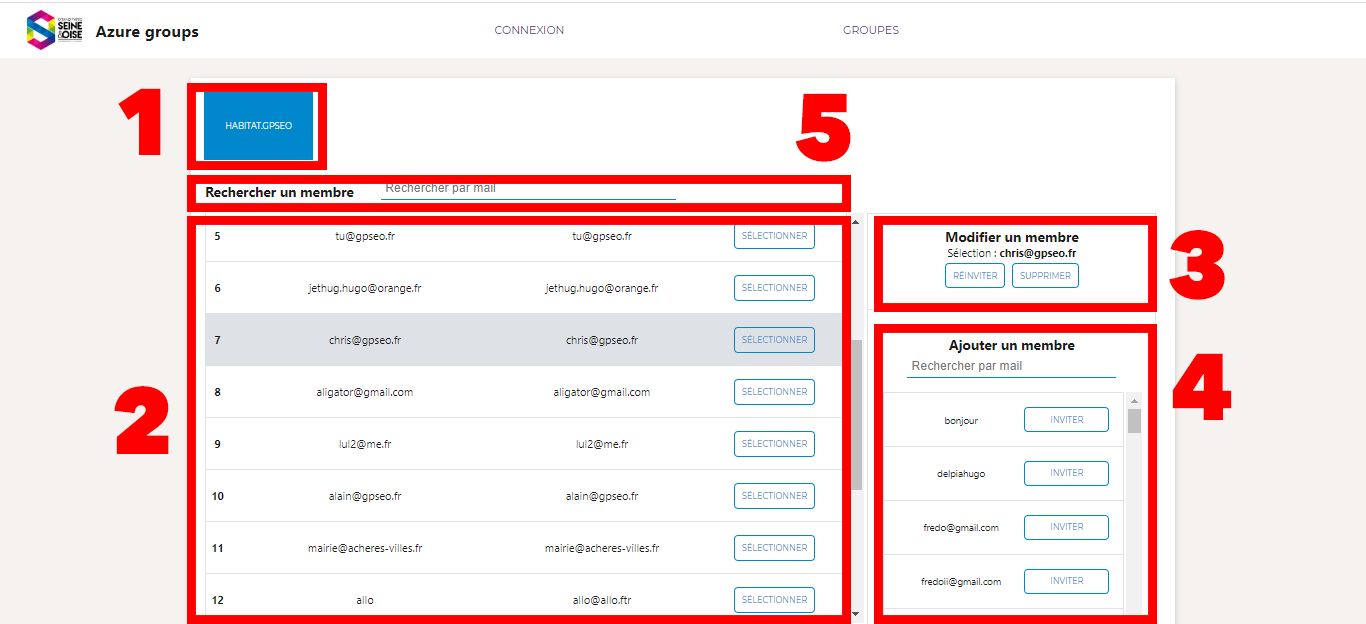 SEINE
&OISE
Azure groups
CONNEXION
GROUPES
1
HABITAT.GPSEO
5
Rechercher un membre
Rechercher par mail
2
5 tu@gpseo.fr tu@gpseo.fr SÉLECTIONNER
6 jethug.hugo@orange.fr jethug.hugo@orange.fr SÉLECTIONNER
7 chris@gpseo.fr chris@gpseo.fr SÉLECTIONNER
8 aligator@gmail.com aligator@gmail.com SÉLECTIONNER
9 lul2@me.fr lul2@me.fr SÉLECTIONNER
10 alain@gpseo.fr alain@gpseo.fr SÉLECTIONNER
11 mairie@acheres-villes.fr mairie@acheres-villes.fr SÉLECTIONNER
12 allo allo@allo.ftr SÉLECTIONNER
3
Modifier un membre
Sélection : chris@gpseo.fr
RÉINVITER SUPPRIMER
4
Ajouter un membre
Rechercher par mail
bonjour INVITER
delpiahugo INVITER
fredo@gmail.com INVITER
fredoii@gmail.com INVITER